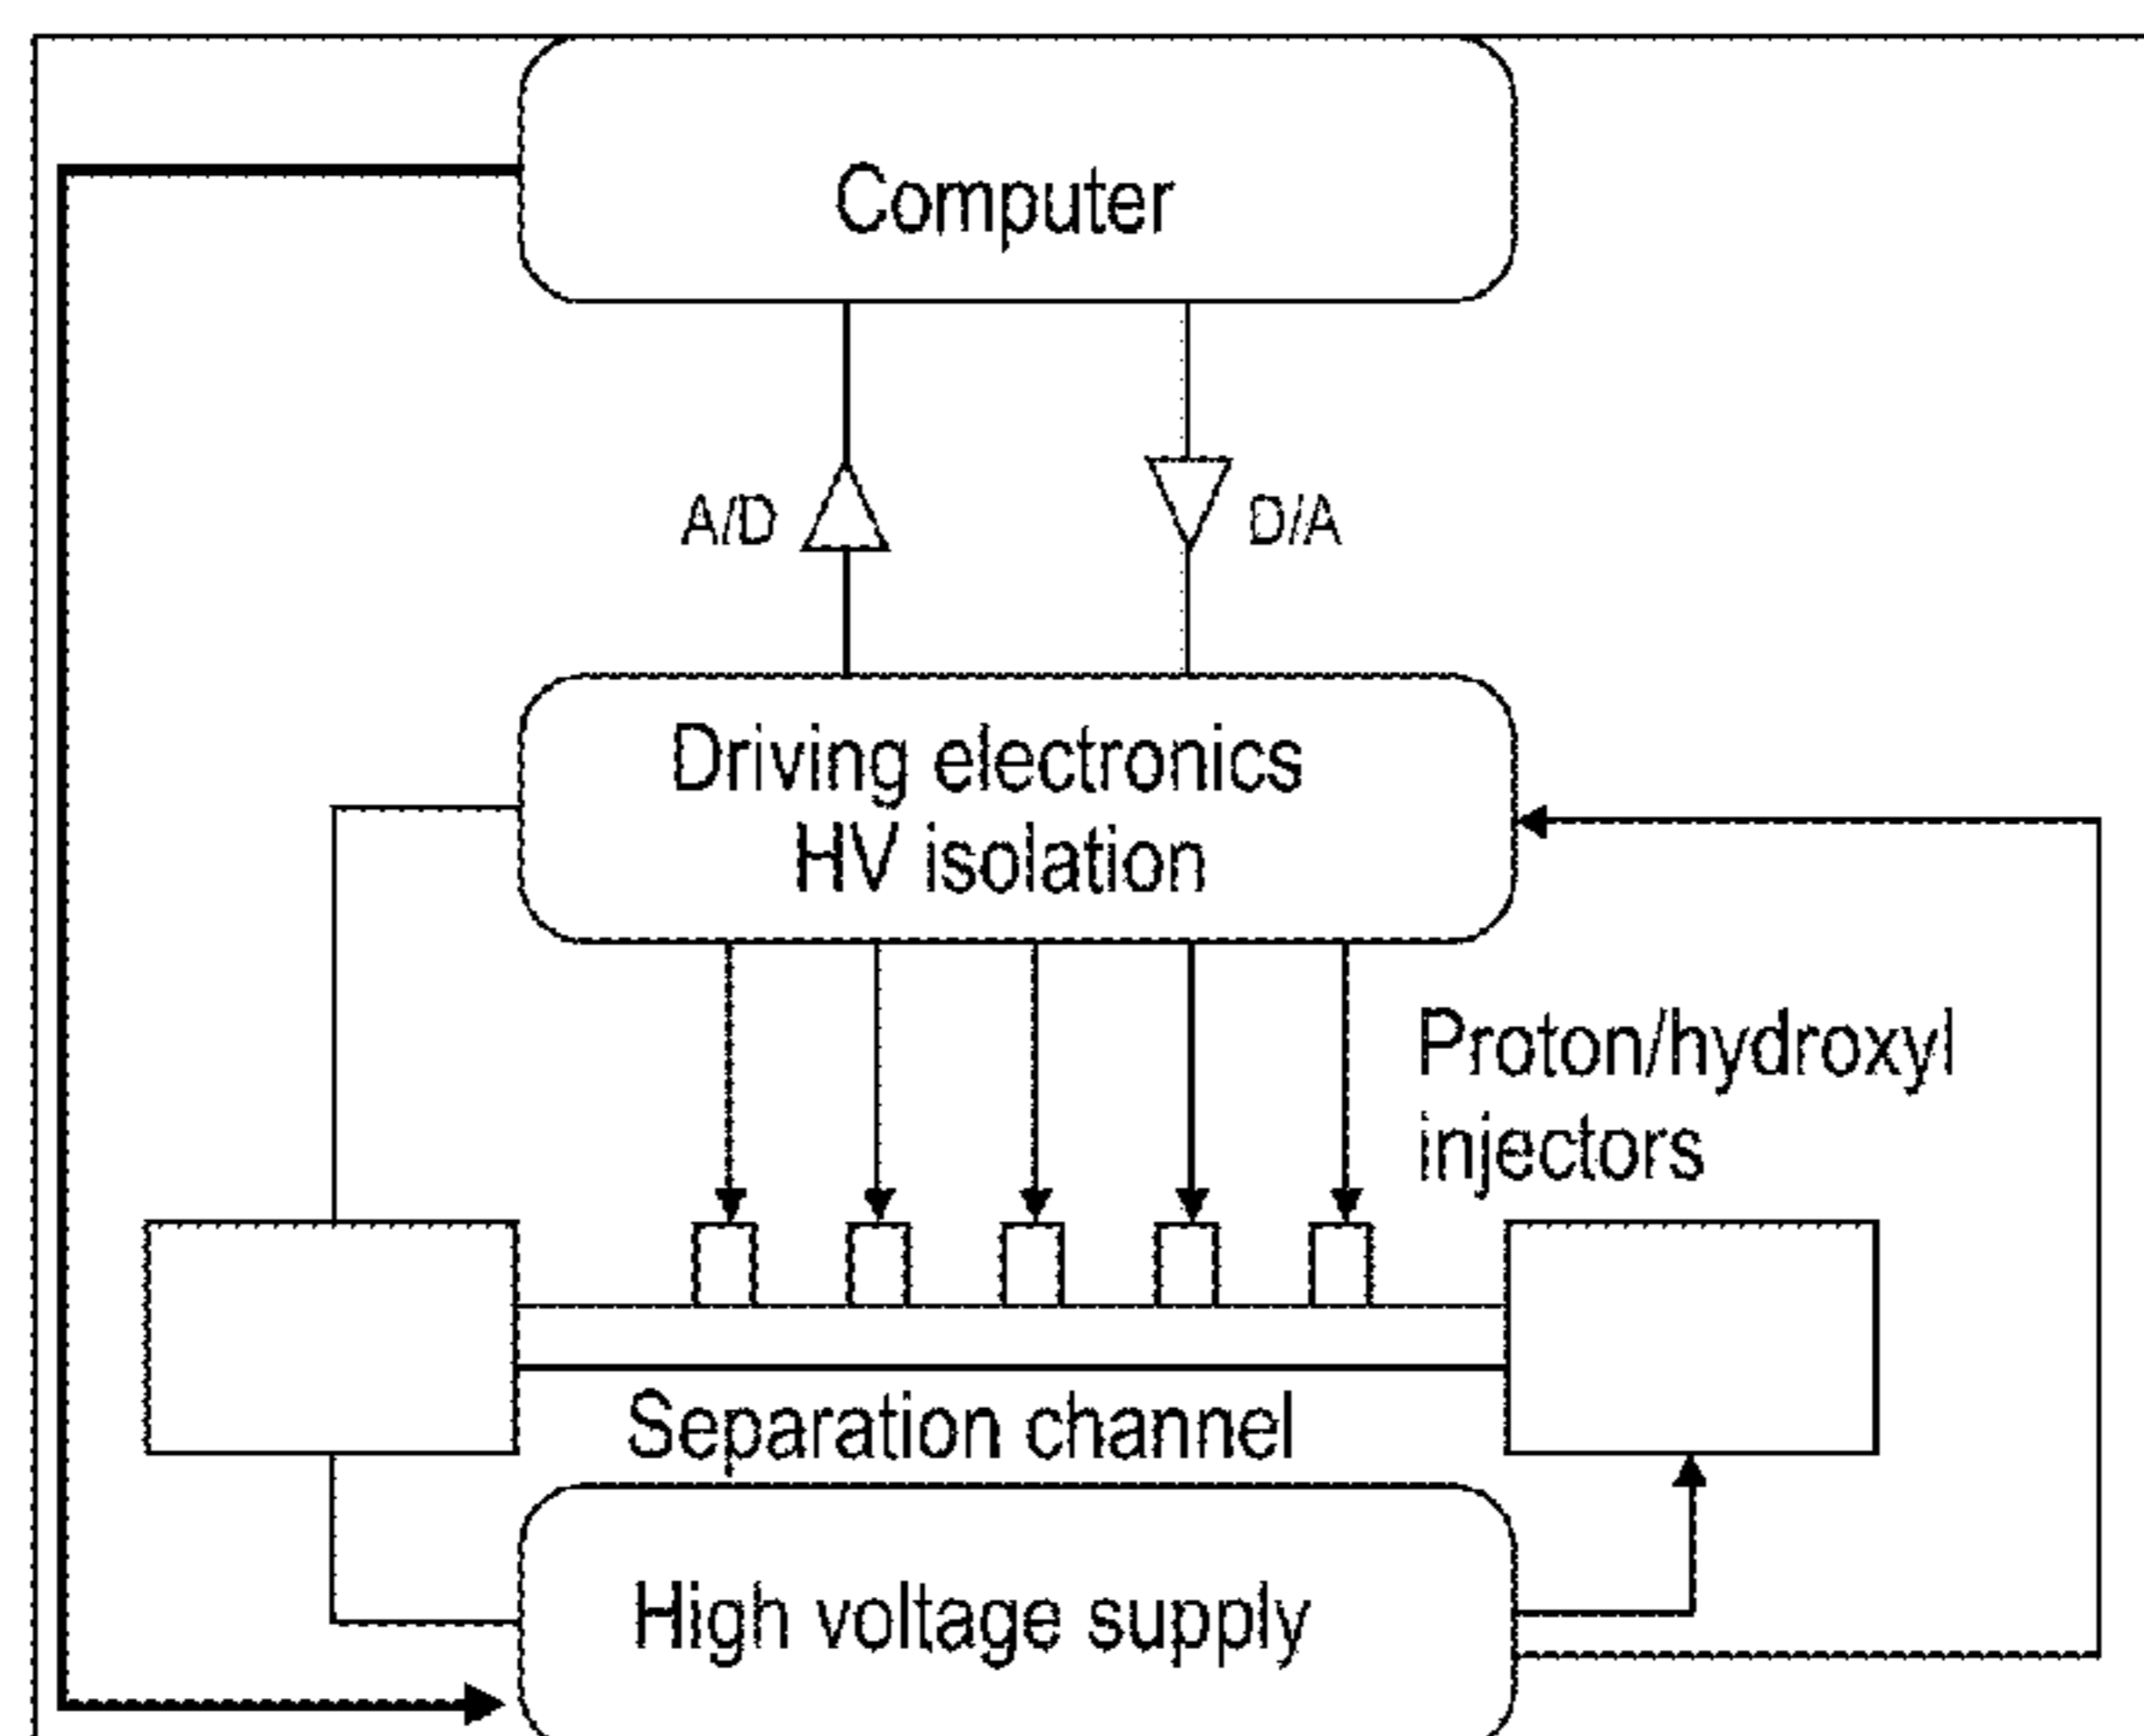 Computer
A/D
D/A
Driving electronics
HV isolation
Proton/hydroxyl
injectors
Separation channel
High voltage supply